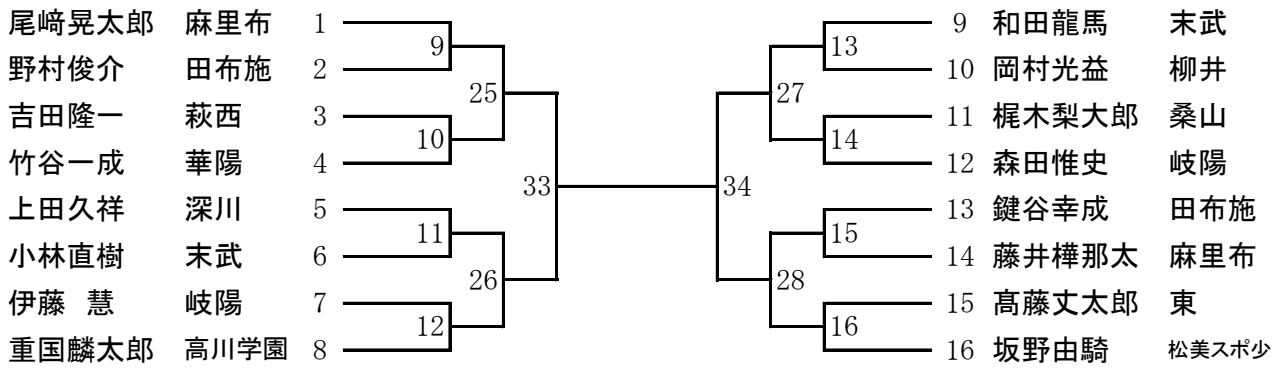 尾﨑晃太郎 麻里布 1
野村俊介 田布施 2
吉田隆一 萩西 3
竹谷一成 華陽 4
上田久祥 深川 5
小林直樹 末武 6
伊藤 慧 岐陽 7
重国麟太郎 高川学園 8
9
10
11
12
25
26
33
34
27
28
13
14
15
16
9 和田龍馬 末武
10 岡村光益 柳井
11 梶木梨大郎 桑山
12 森田惟史 岐陽
13 鍵谷幸成 田布施
14 藤井樺那太 麻里布
15 髙藤丈太郎 東
16 坂野由騎 松美スポ少